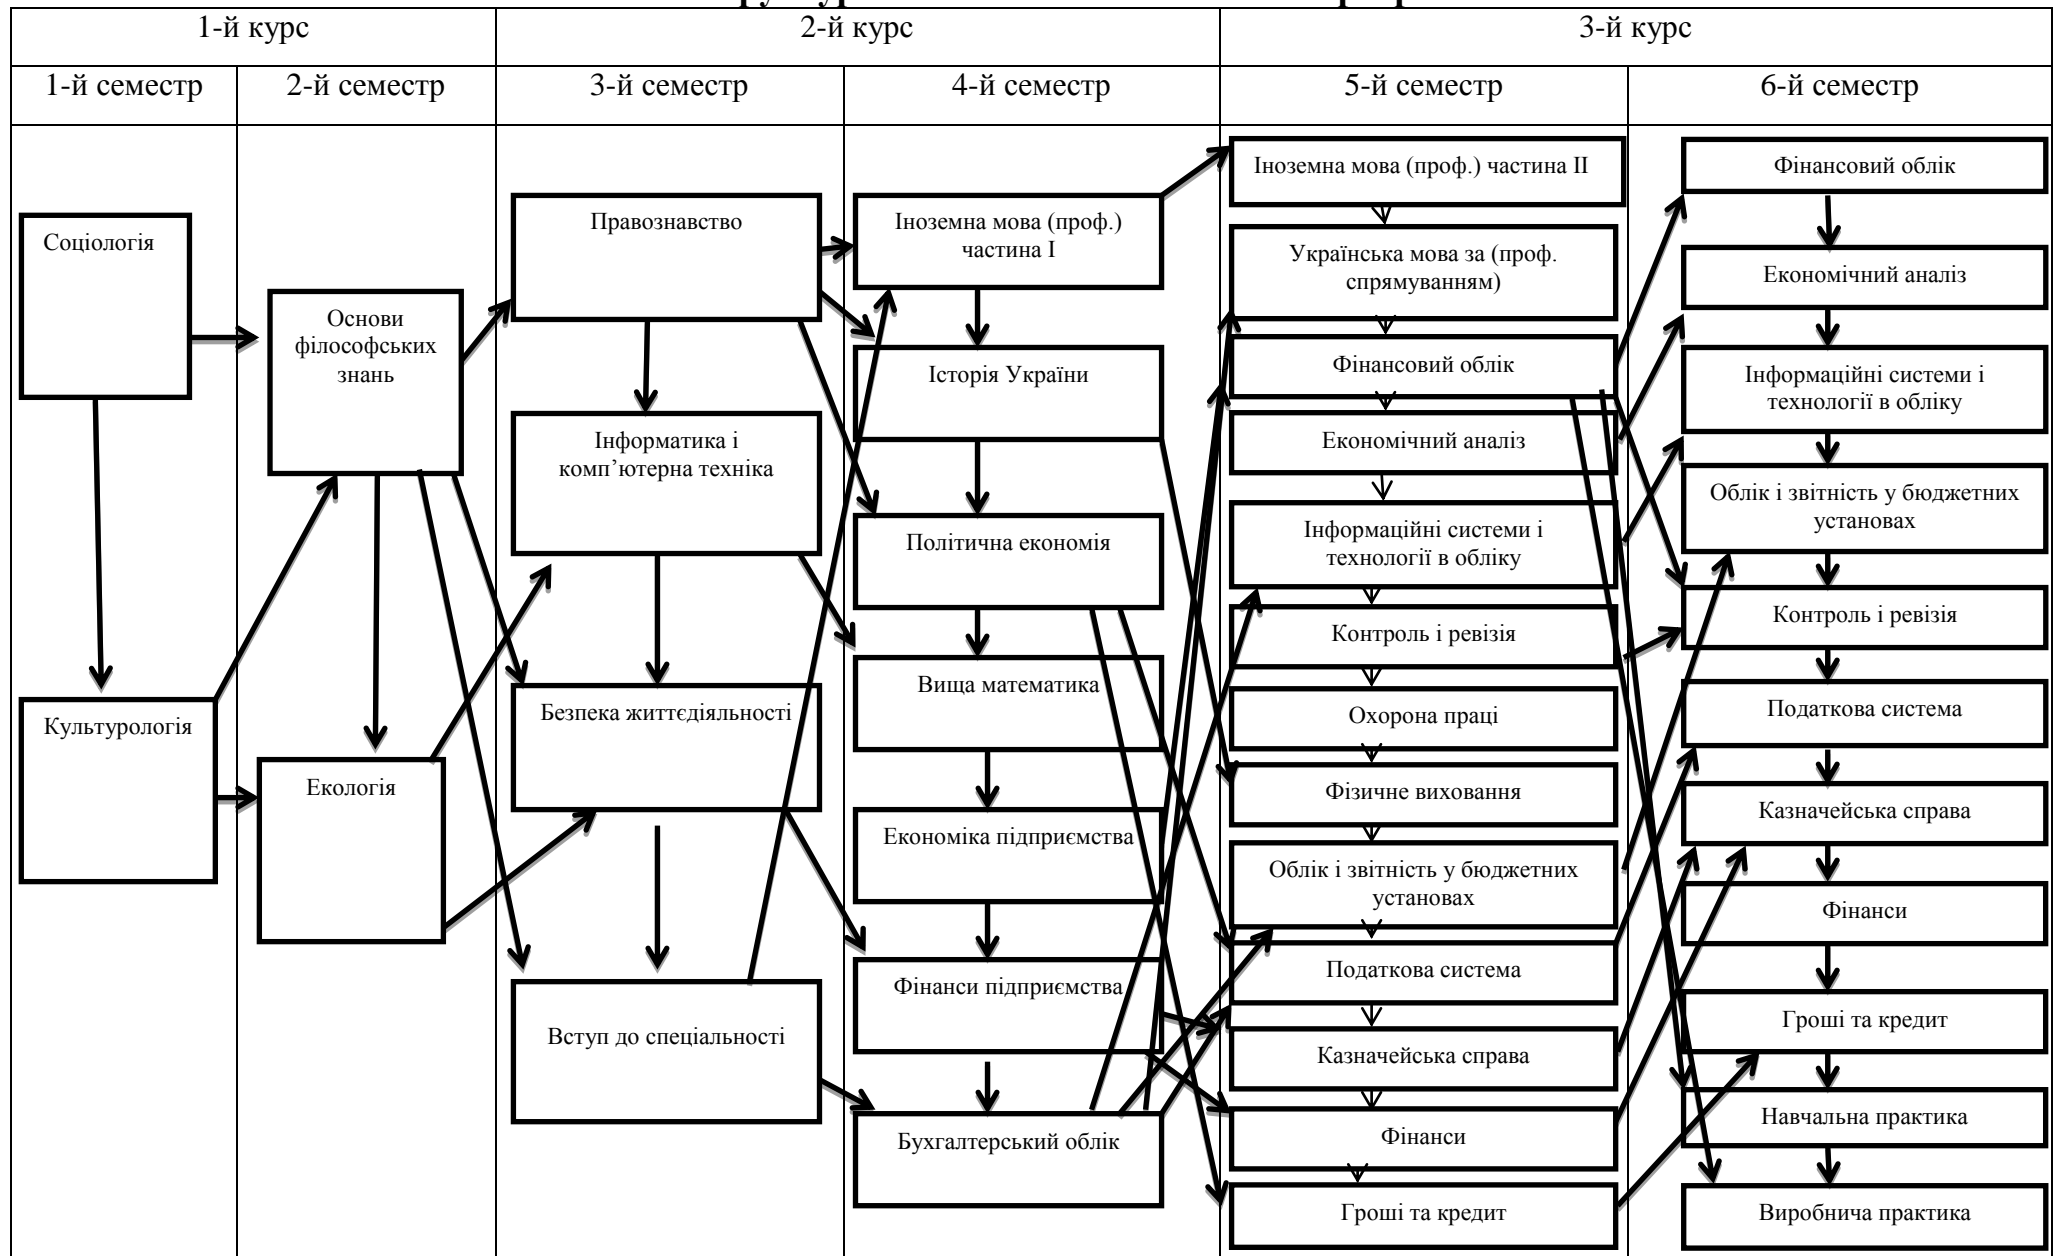 1-й курс
2-й курс
3-й курс
1-й семестр
2-й семестр
3-й семестр
4-й семестр
5-й семестр
6-й семестр
Соціологія
Культурологія
Основи
філософських
знань
Екологія
Правознавство
Інформатика і
комп’ютерна техніка
Безпека життєдіяльності
Вступ до спеціальності
Іноземна мова (проф.)
частина І
Історія України
Політична економія
Вища математика
Економіка підприємства
Фінанси підприємства
Бухгалтерський облік
Іноземна мова (проф.) частина ІІ
Українська мова за (проф.
спрямуванням)
Фінансовий облік
Економічний аналіз
Інформаційні системи і
технології в обліку
Контроль і ревізія
Охорона праці
Фізичне виховання
Облік і звітність у бюджетних
установах
Податкова система
Казначейська справа
Фінанси
Гроші та кредит
Фінансовий облік
Економічний аналіз
Інформаційні системи і
технології в обліку
Облік і звітність у бюджетних
установах
Контроль і ревізія
Податкова система
Казначейська справа
Фінанси
Гроші та кредит
Навчальна практика
Виробнича практика